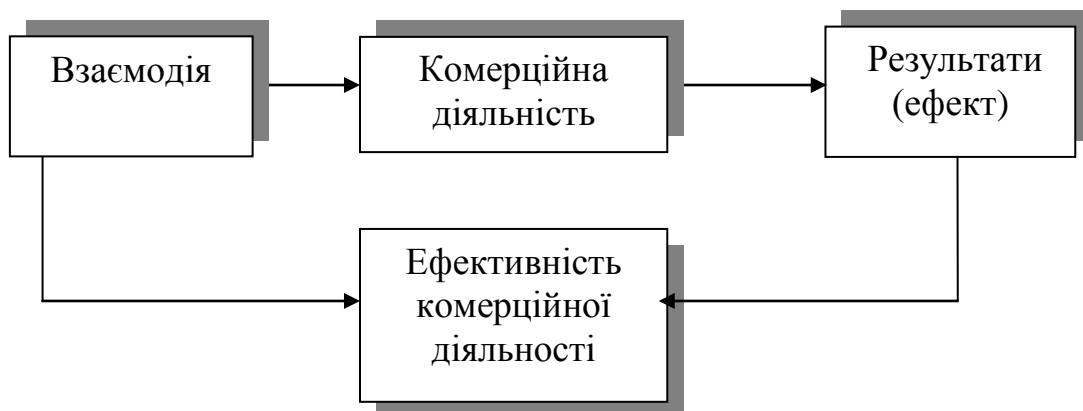 Взаємодія
Комерційна
діяльність
Результати
(ефект)
Ефективність
комерційної
діяльності